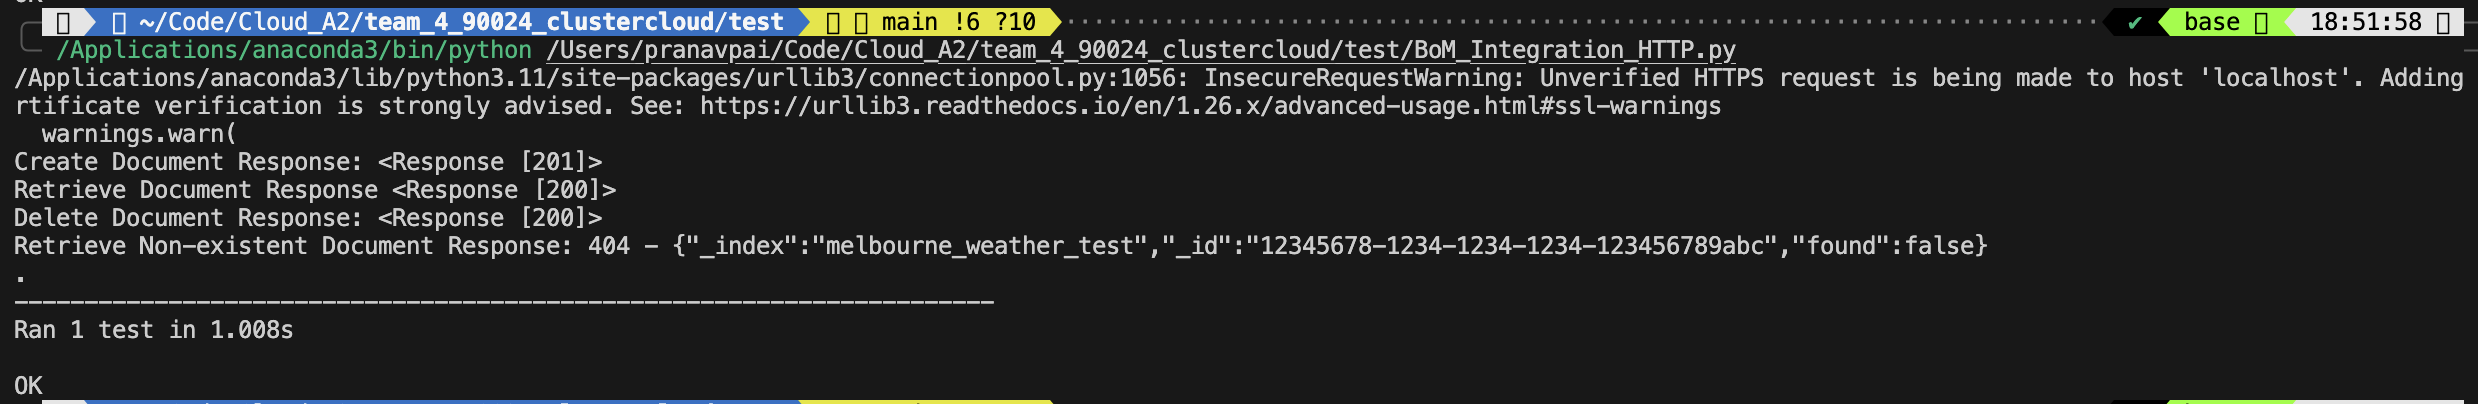 ~/Code/Cloud_A2/team_4_90024_clustercloud/test main !6 ?10 ✔ base 18:51:58
/Applications/anaconda3/bin/python /Users/pranavpai/Code/Cloud_A2/team_4_90024_clustercloud/test/BoM_Integration_HTTP.py
/Applications/anaconda3/lib/python3.11/site-packages/urllib3/connectionpool.py:1056: InsecureRequestWarning: Unverified HTTPS request is being made to host 'localhost'. Adding
rtificate verification is strongly advised. See: https://urllib3.readthedocs.io/en/1.26.x/advanced-usage.html#ssl-warnings
warnings.warn(
Create Document Response: <Response [201]>
Retrieve Document Response <Response [200]>
Delete Document Response: <Response [200]>
Retrieve Non-existent Document Response: 404 - {"_index":"melbourne_weather_test","_id":"12345678-1234-1234-1234-123456789abc","found":false}
.
----------------------------------------------------------------------
Ran 1 test in 1.008s
OK